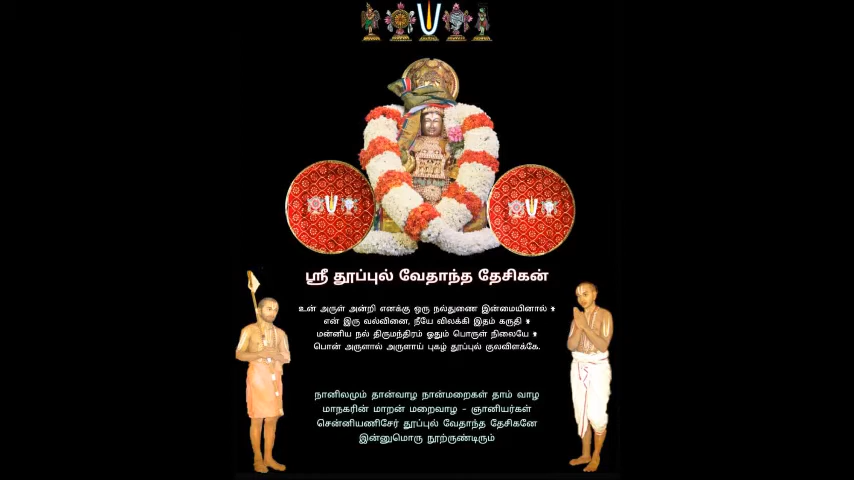 ஸ்ரீ தூப்புல் வேதாந்த தேசிகன்
உன் அருள் அன்றி எனக்கு ஒரு நல்துணை இன்மையினால் *
என் இரு வல்வினை, நீயே விலக்கி இதம் கருதி *
மன்னிய நல் திருமந்திரம் ஓதும் பொருள் நிலையே *
பொன் அருளால் அருளாய் புகழ் தூப்புல் குலவிளக்கே.
நானிலமும் தான்வாழ நான்மறைகள் தாம் வாழ
மாநகரின் மாறன் மறைவாழ - ஞானியர்கள்
சென்னியணிசேர் தூப்புல் வேதாந்த தேசிகனே
இன்னுமொரு நூற்ருண்டிரும்